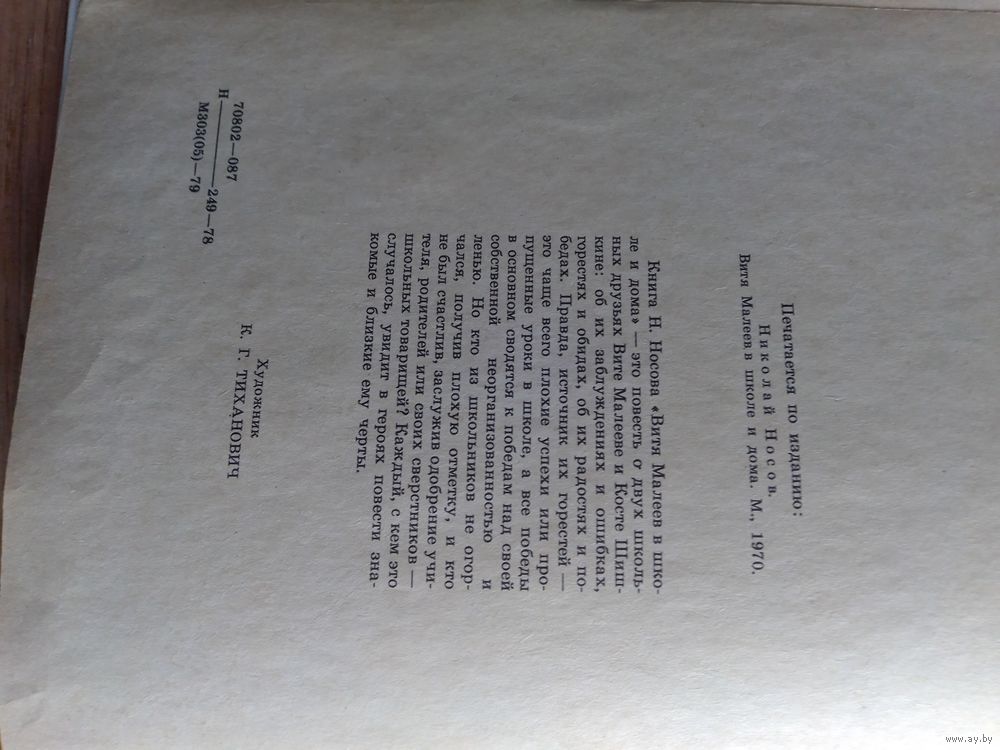 Печатается по изданию:
Николай Носов.
Витя Малеев в школе и дома. М., 1970.
Книга Н. Носова «Витя Малеев в шко-
ле и дома» — это повесть о двух школь-
ных друзьях Вите Малееве и Косте Шиш-
кине: об их заблуждениях и ошибках,
горестях и обидах, об их радостях и по-
бедах. Правда, источник их горестей —
это чаще всего плохие успехи или про-
пущенные уроки в школе, а все победы
в основном сводятся к победам над своей
собственной неорганизованностью и
ленью. Но кто из школьников не огор-
чался, получив плохую отметку, и кто
не был счастлив, заслужив одобрение учи-
теля, родителей или своих сверстников —
школьных товарищей? Каждый, с кем это
случалось, увидит в героях повести зна-
комые и близкие ему черты.
Художник
К. Г. ТИХАНОВИЧ
70802—087
Н————249—78
М303(05)—79
www.ay.by